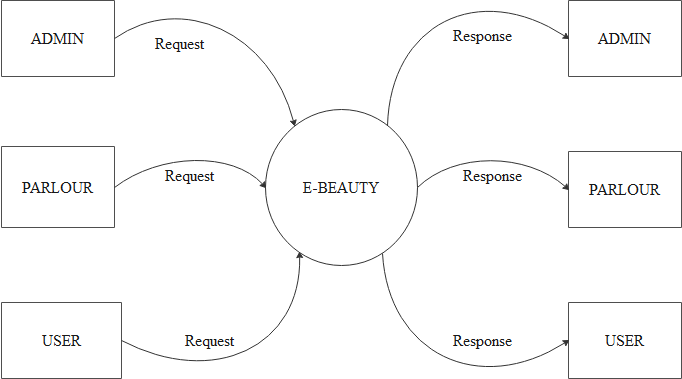 ADMIN
Request
Response
ADMIN
PARLOUR
Request
E-BEAUTY
Response
PARLOUR
USER
Request
Response
USER